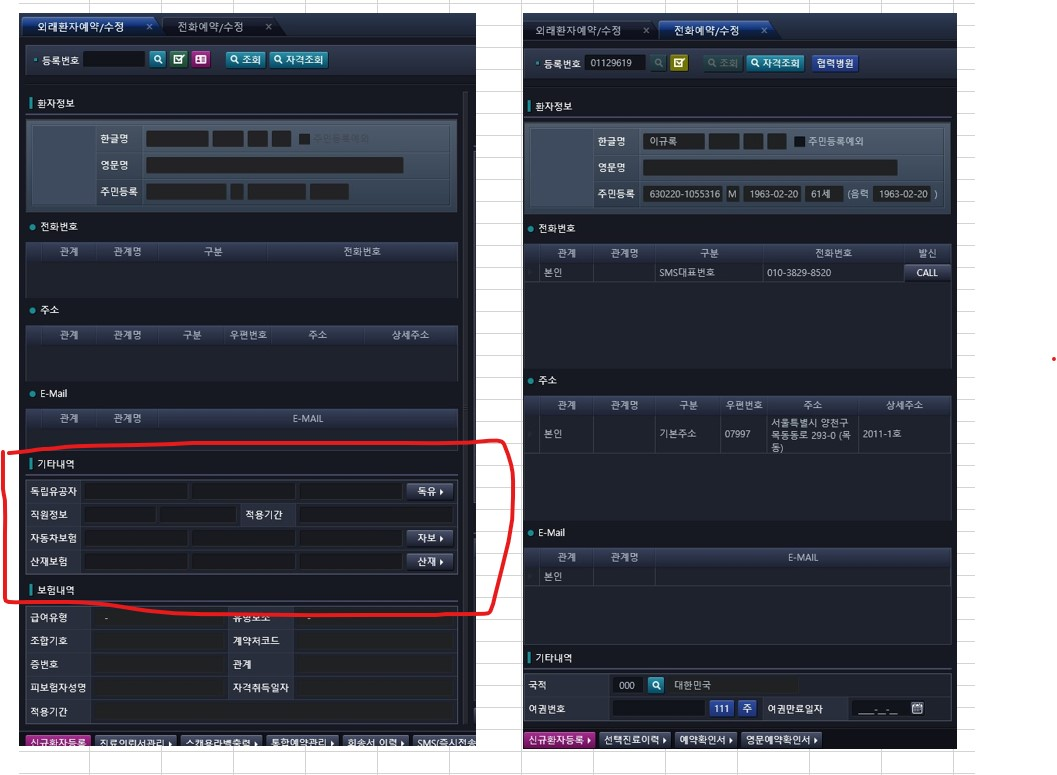 외래환자예약/수정 × 전화예약/수정 ×
등록번호 조회 자격조회
환자정보
한글명 주민등록예외
영문명
주민등록
전화번호
관계 관계명 구분 전화번호
주소
관계 관계명 구분 우편번호 주소 상세주소
E-Mail
관계 관계명 E-MAIL
기타내역
독립유공자 독유
직원정보 적용기간
자동차보험 자보
산재보험 산재
보험내역
급여유형 - 유형보조 -
조합기호 계약처코드
증번호 관계
피보험자성명 자격취득일자
적용기간
신규환자등록 진료의뢰서관리 스캔용라벨출력 통합예약관리 회송서 이력 SMS(즉시전송
외래환자예약/수정 × 전화예약/수정 ×
등록번호 01129619 조회 자격조회 협력병원
환자정보
한글명 이규록 주민등록예외
영문명
주민등록 630220-1055316 M 1963-02-20 61세 (음력 1963-02-20 )
전화번호
관계 관계명 구분 전화번호 발신
본인 SMS대표번호 010-3829-8520 CALL
주소
관계 관계명 구분 우편번호 주소 상세주소
서울특별시 양천구
본인 기본주소 07997 목동동로 293-0 (목 2011-1호
동)
E-Mail
관계 관계명 E-MAIL
본인
기타내역
국적 000 대한민국
여권번호 111 주 여권만료일자 ____-__-__
신규환자등록 선택진료이력 예약확인서 영문예약확인서